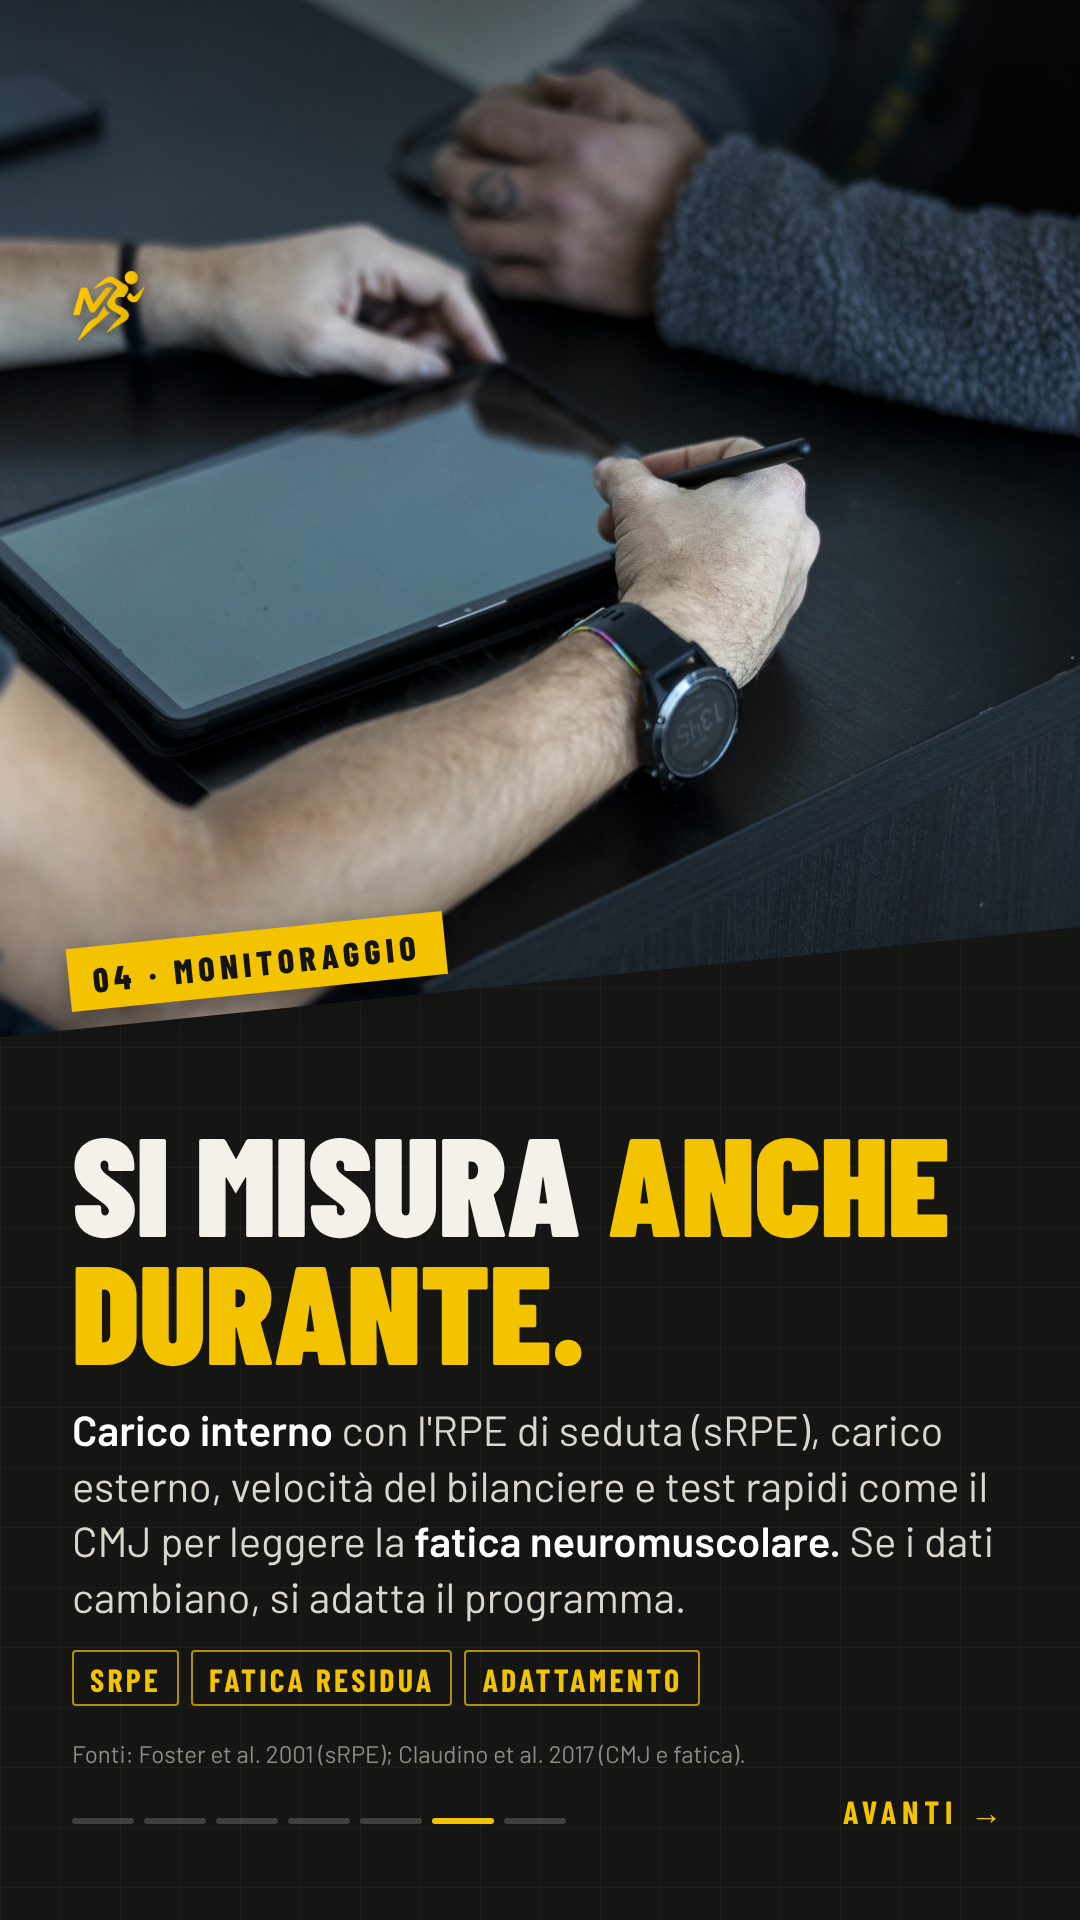 04 · MONITORAGGIO
SI MISURA ANCHE
DURANTE.
Carico interno con l'RPE di seduta (sRPE), carico
esterno, velocità del bilanciere e test rapidi come il
CMJ per leggere la fatica neuromuscolare. Se i dati
cambiano, si adatta il programma.
SRPE FATICA RESIDUA ADATTAMENTO
Fonti: Foster et al. 2001 (sRPE); Claudino et al. 2017 (CMJ e fatica).
AVANTI →